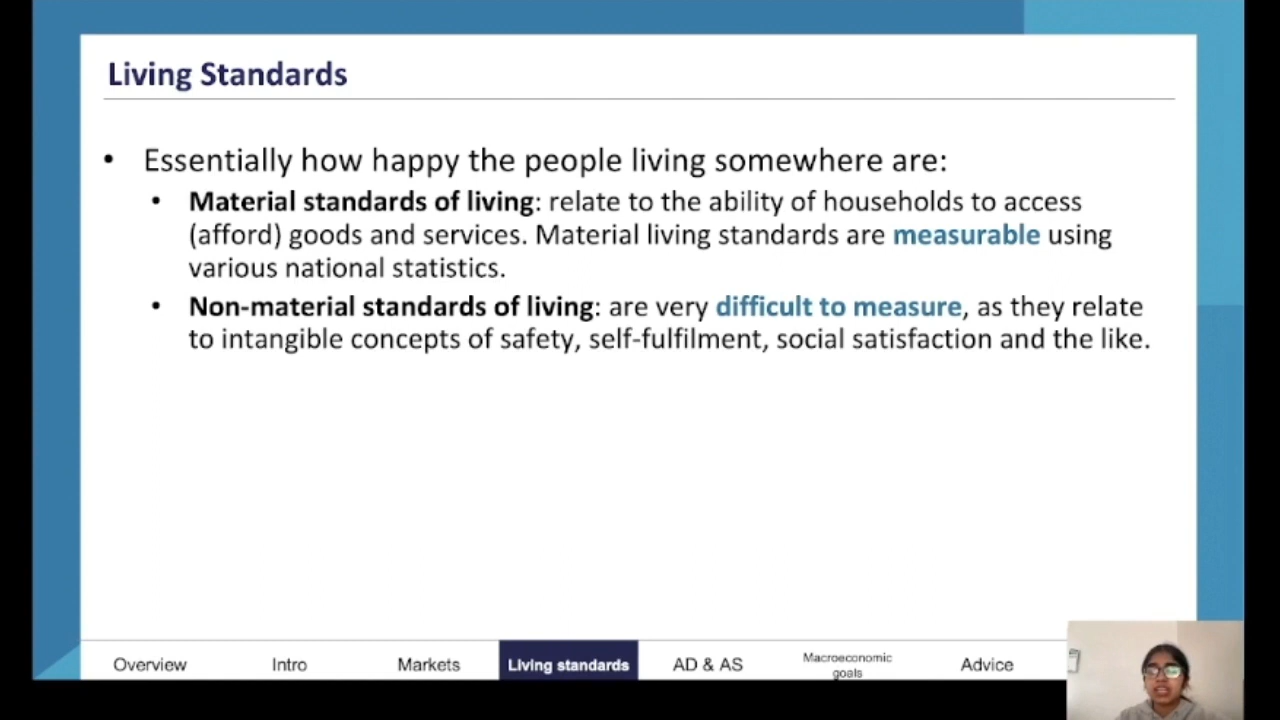 Living Standards
• Essentially how happy the people living somewhere are:
• Material standards of living: relate to the ability of households to access
(afford) goods and services. Material living standards are measurable using
various national statistics.
• Non-material standards of living: are very difficult to measure, as they relate
to intangible concepts of safety, self-fulfilment, social satisfaction and the like.
Overview Intro Markets Living standards AD & AS Macroeconomic goals Advice